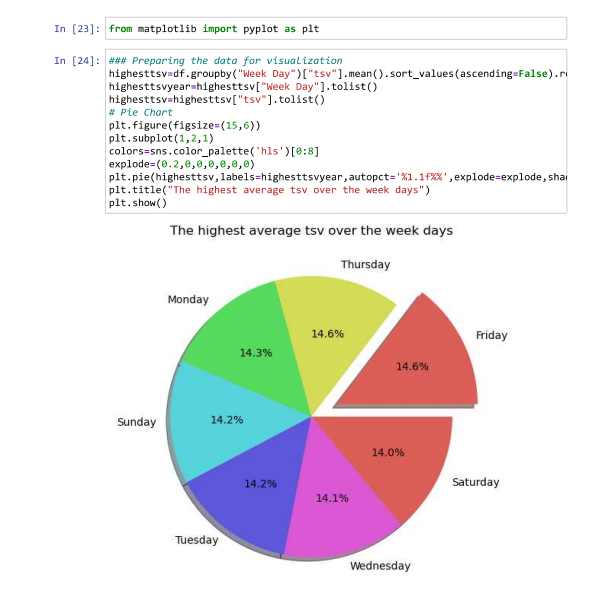 In [23]: from matplotlib import pyplot as plt
In [24]: ### Preparing the data for visualization
highesttsv=df.groupby("Week Day")["tsv"].mean().sort_values(ascending=False).re
highesttsvyear=highesttsv["Week Day"].tolist()
highesttsv=highesttsv["tsv"].tolist()
# Pie Chart
plt.figure(figsize=(15,6))
plt.subplot(1,2,1)
colors=sns.color_palette('hls')[0:8]
explode=(0.2,0,0,0,0,0,0)
plt.pie(highesttsv,labels=highesttsvyear,autopct='%1.1f%%',explode=explode,shad
plt.title("The highest average tsv over the week days")
plt.show()
The highest average tsv over the week days
Thursday
Monday
14.6%
Friday
14.3%
14.6%
Sunday
14.2%
14.0%
Saturday
14.2%
14.1%
Tuesday
Wednesday